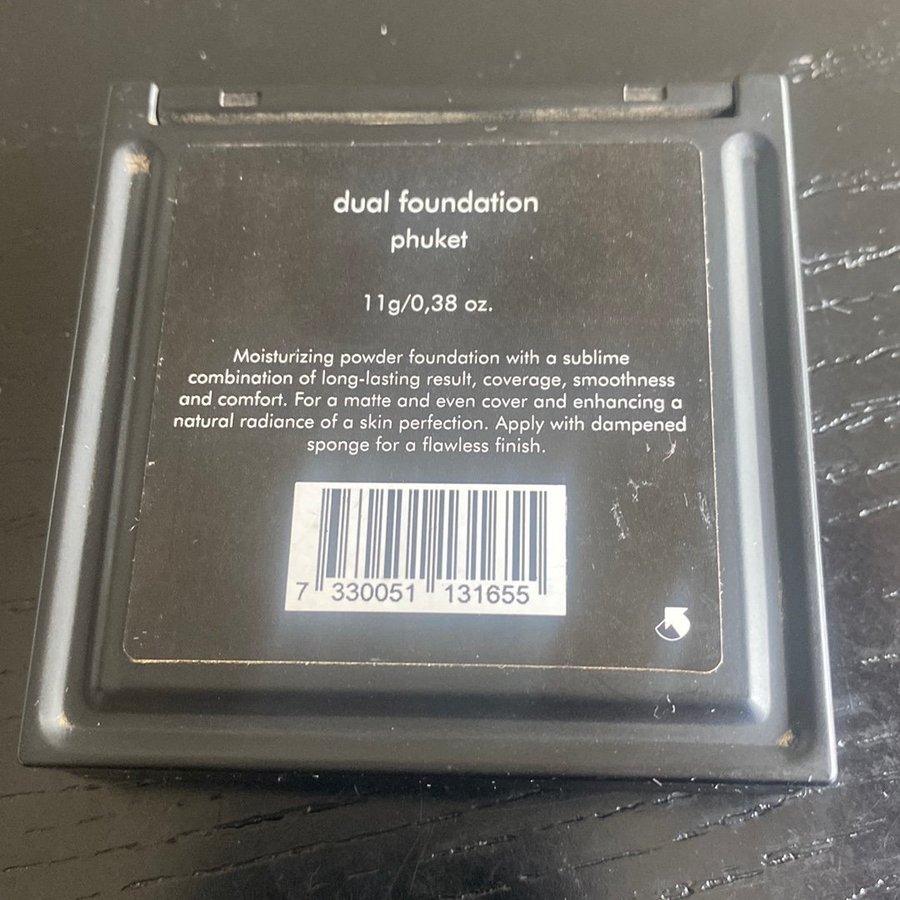 dual foundation
phuket
11g/0,38 oz.
Moisturizing powder foundation with a sublime
combination of long-lasting result, coverage, smoothness
and comfort. For a matte and even cover and enhancing a
natural radiance of a skin perfection. Apply with dampened
sponge for a flawless finish.
7 330051 131655